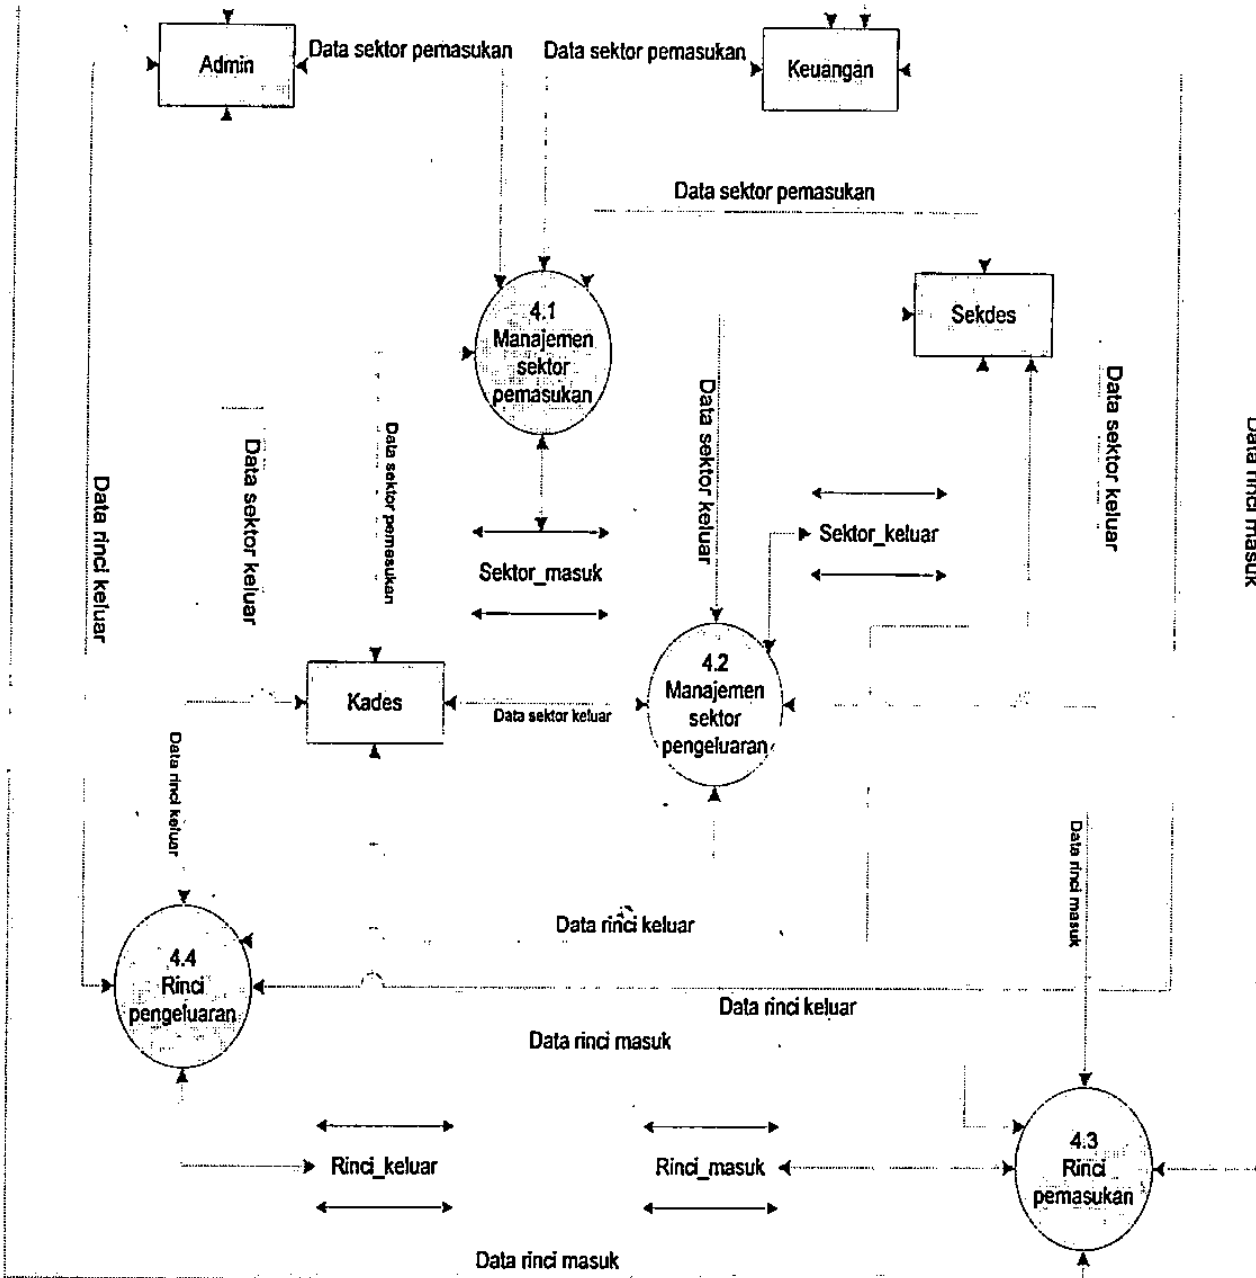 Data sektor pemasukan
Data sektor pemasukan
Admin
Keuangan
Data sektor pemasukan
4.1
Manajemen
sektor
pemasukan
Sekdes
Data rinci keluar
Data sektor keluar
Data sektor pemasukan
Data sektor keluar
Data sektor keluar
Data rinci masuk
Sektor_keluar
Sektor_masuk
4.2
Manajemen
sektor
pengeluaran
Kades
Data sektor keluar
Data rinci keluar
Data rinci masuk
Data rinci keluar
4.4
Rinci
pengeluaran
Data rinci keluar
Data rinci masuk
4.3
Rinci
pemasukan
Rinci_keluar
Rinci_masuk
Data rinci masuk